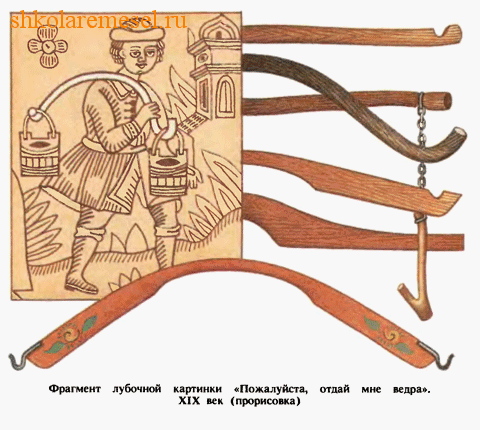 shkolaremesel.ru
Фрагмент лубочной картинки «Пожалуйста, отдай мне ведра».
XIX век (прорисовка)